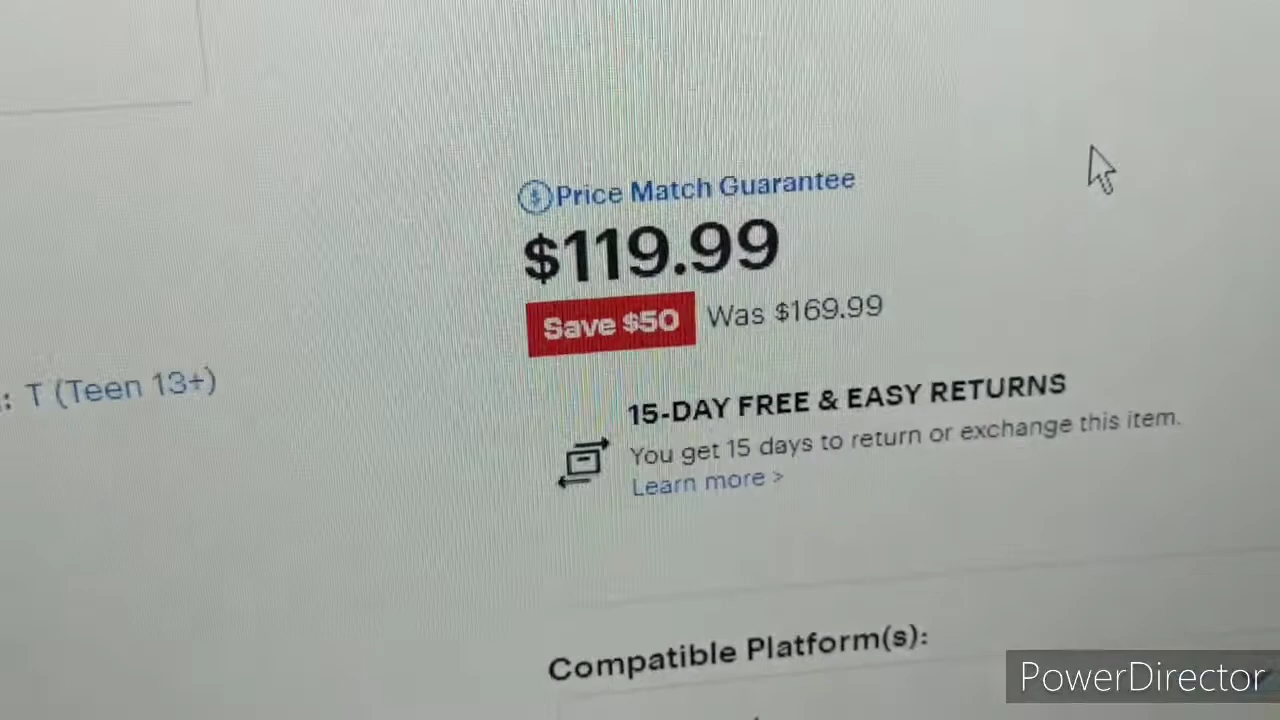 Price Match Guarantee
$119.99
Save $50 Was $169.99
: T (Teen 13+)
15-DAY FREE & EASY RETURNS
You get 15 days to return or exchange this item.
Learn more >
Compatible Platform(s):
PowerDirector